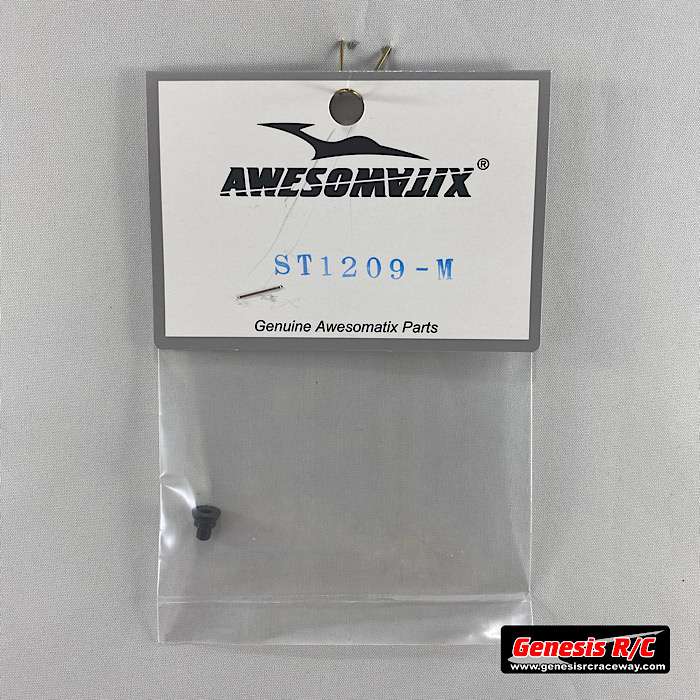 AWESOMATIX®
ST1209-M
Genuine Awesomatix Parts
Genesis R/C
www.genesisrcraceway.com